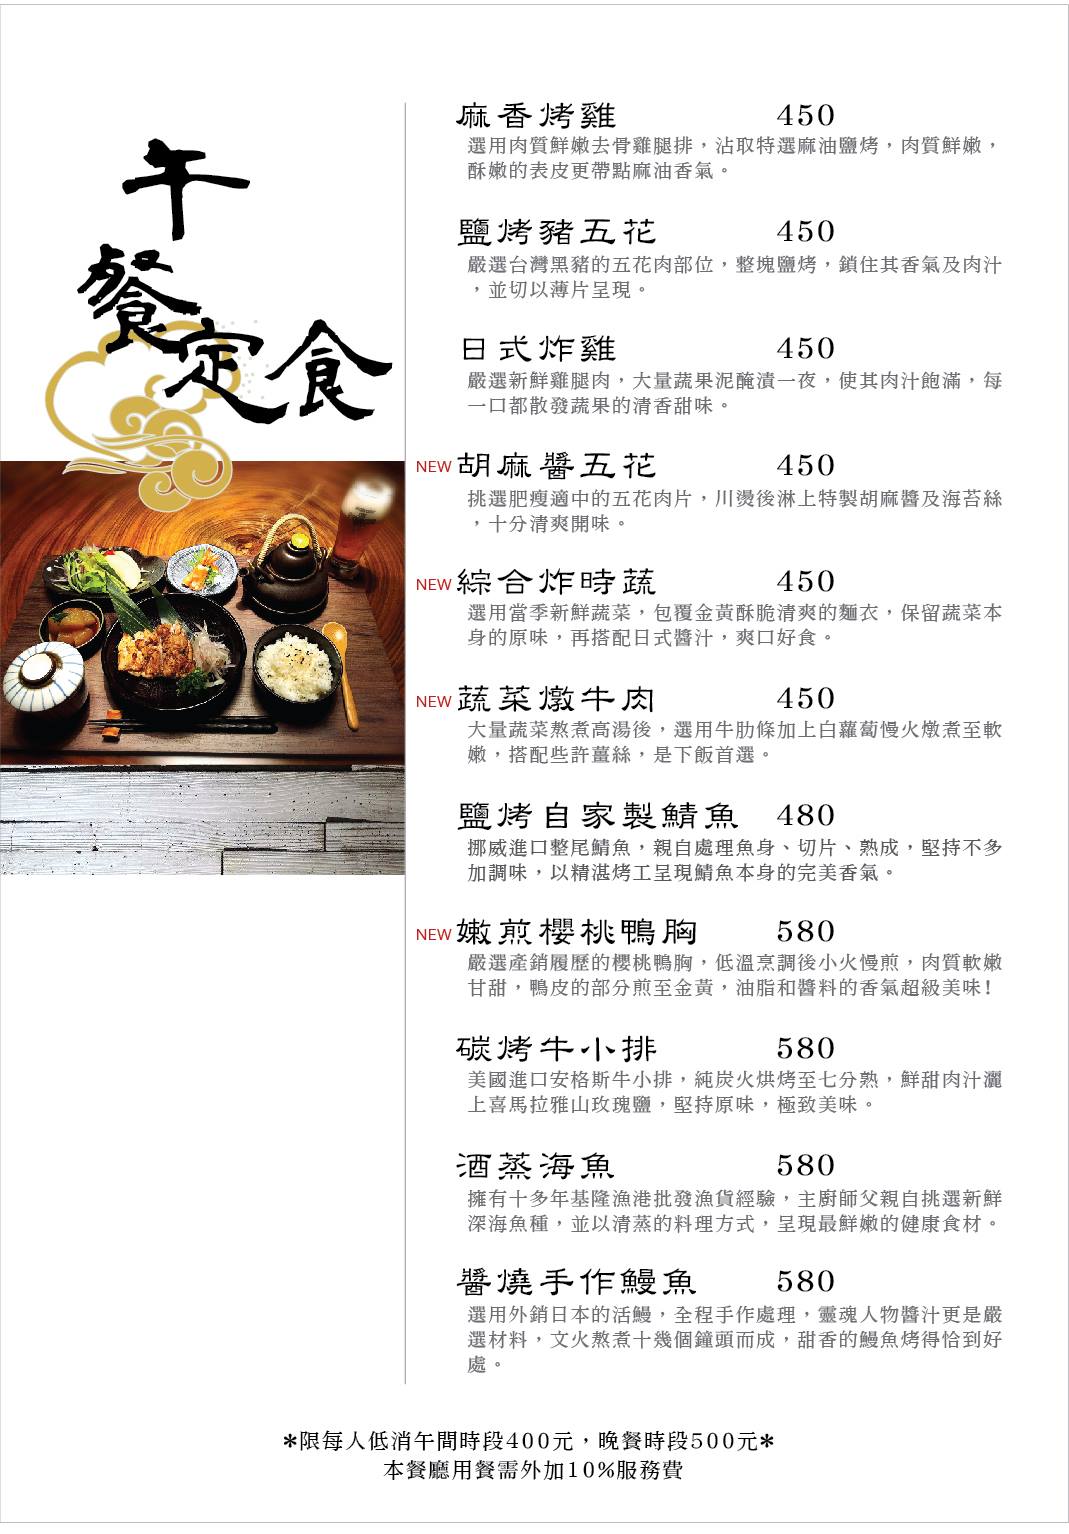 午餐定食
麻香烤雞 450
選用肉質鮮嫩去骨雞腿排，沾取特選麻油鹽烤，肉質鮮嫩，
酥嫩的表皮更帶點麻油香氣。
鹽烤豬五花 450
嚴選台灣黑豬的五花肉部位，整塊鹽烤，鎖住其香氣及肉汁
，並切以薄片呈現。
日式炸雞 450
嚴選新鮮雞腿肉，大量蔬果泥醃漬一夜，使其肉汁飽滿，每
一口都散發蔬果的清香甜味。
NEW 胡麻醬五花 450
挑選肥瘦適中的五花肉片，川燙後淋上特製胡麻醬及海苔絲
，十分清爽開味。
NEW 綜合炸時蔬 450
選用當季新鮮蔬菜，包覆金黃酥脆清爽的麵衣，保留蔬菜本
身的原味，再搭配日式醬汁，爽口好食。
NEW 蔬菜燉牛肉 450
大量蔬菜熬煮高湯後，選用牛肋條加上白蘿蔔慢火燉煮至軟
嫩，搭配些許薑絲，是下飯首選。
鹽烤自家製鯖魚 480
挪威進口整尾鯖魚，親自處理魚身、切片、熟成，堅持不多
加調味，以精湛烤工呈現鯖魚本身的完美香氣。
NEW 嫩煎櫻桃鴨胸 580
嚴選產銷履歷的櫻桃鴨胸，低溫烹調後小火慢煎，肉質軟嫩
甘甜，鴨皮的部分煎至金黃，油脂和醬料的香氣超級美味！
碳烤牛小排 580
美國進口安格斯牛小排，純炭火烘烤至七分熟，鮮甜肉汁灑
上喜馬拉雅山玫瑰鹽，堅持原味，極致美味。
酒蒸海魚 580
擁有十多年基隆漁港批發漁貨經驗，主廚師父親自挑選新鮮
深海魚種，並以清蒸的料理方式，呈現最鮮嫩的健康食材。
醬燒手作鰻魚 580
選用外銷日本的活鰻，全程手作處理，靈魂人物醬汁更是嚴
選材料，文火熬煮十幾個鐘頭而成，甜香的鰻魚烤得恰到好
處。
＊限每人低消午間時段400元，晚餐時段500元＊
本餐廳用餐需外加10%服務費